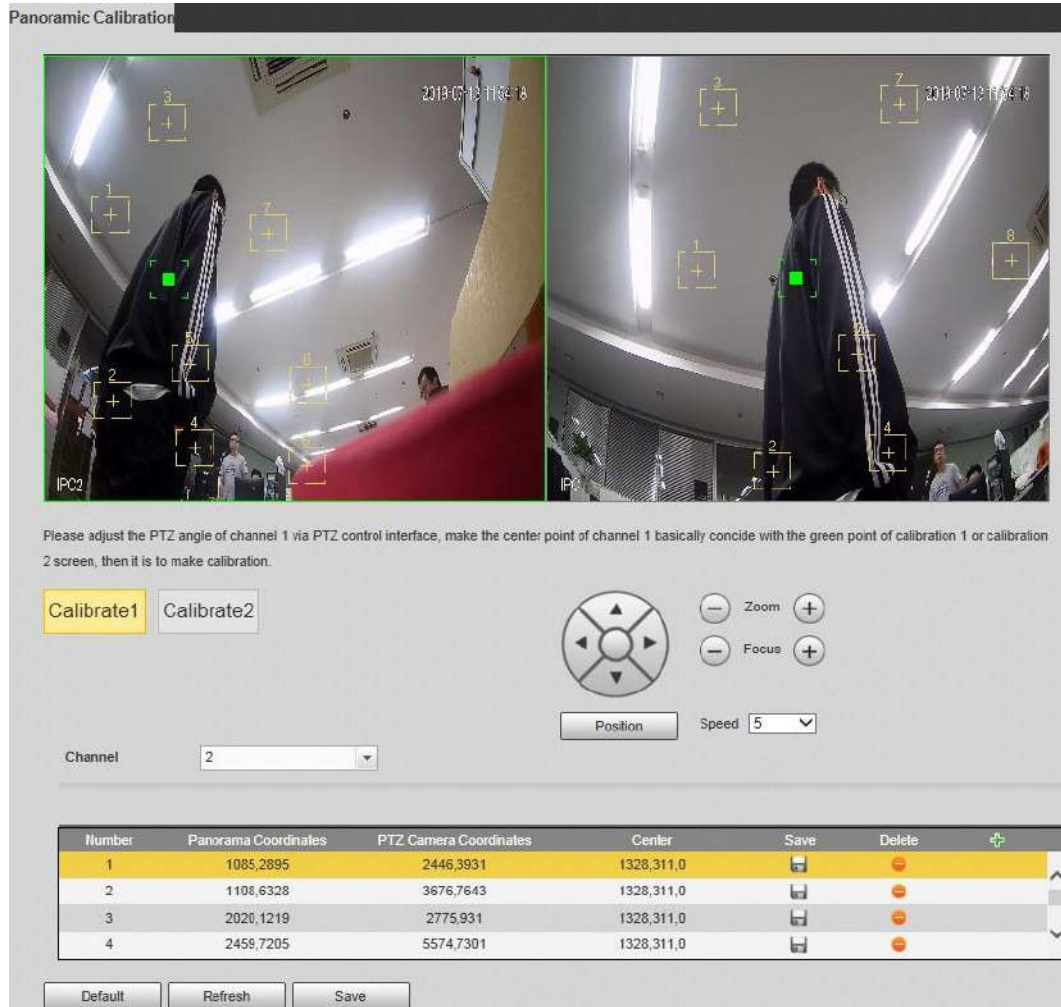 Panoramic Calibration
3
1
7
5
2
4
6
IPC2
3
7
8
1
2
4
IPC
Please adjust the PTZ angle of channel 1 via PTZ control interface, make the center point of channel 1 basically concide with the green point of calibration 1 or calibration
2 screen, then it is to make calibration.
Calibrate1 Calibrate2
Zoom
Focus
Position Speed 5
Channel 2
Number Panorama Coordinates PTZ Camera Coordinates Center Save Delete
1 1085,2895 2446,3931 1328,311,0
2 1108,6328 3676,7643 1328,311,0
3 2020,1219 2775,931 1328,311,0
4 2459,7205 5574,7301 1328,311,0
Default Refresh Save